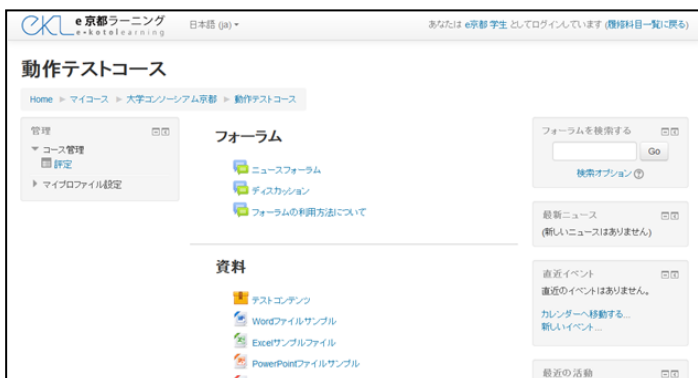 e京都ラーニング
e-kotolearning
日本語 (ja)
あなたは e京都 学生 としてログインしています (履修科目一覧に戻る)
動作テストコース
Home ▶ マイコース ▶ 大学コンソーシアム京都 ▶ 動作テストコース
管理
コース管理
評定
マイプロファイル設定
フォーラム
ニュースフォーラム
ディスカッション
フォーラムの利用方法について
資料
テストコンテンツ
Wordファイルサンプル
Excelサンプルファイル
PowerPointファイルサンプル
フォーラムを検索する
Go
検索オプション
最新ニュース
(新しいニュースはありません)
直近イベント
直近のイベントはありません。
カレンダーへ移動する...
新しいイベント...
最近の活動